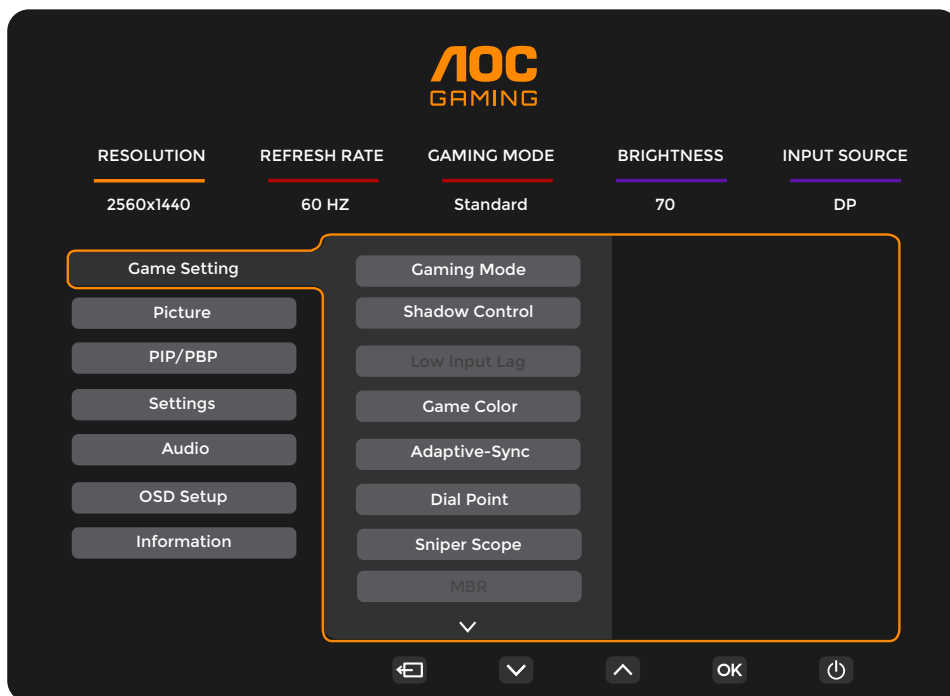 AOC
GAMING
RESOLUTION REFRESH RATE GAMING MODE BRIGHTNESS INPUT SOURCE
2560x1440 60 HZ Standard 70 DP
Game Setting
Picture
PIP/PBP
Settings
Audio
OSD Setup
Information
Gaming Mode
Shadow Control
Low Input Lag
Game Color
Adaptive-Sync
Dial Point
Sniper Scope
MBR
OK